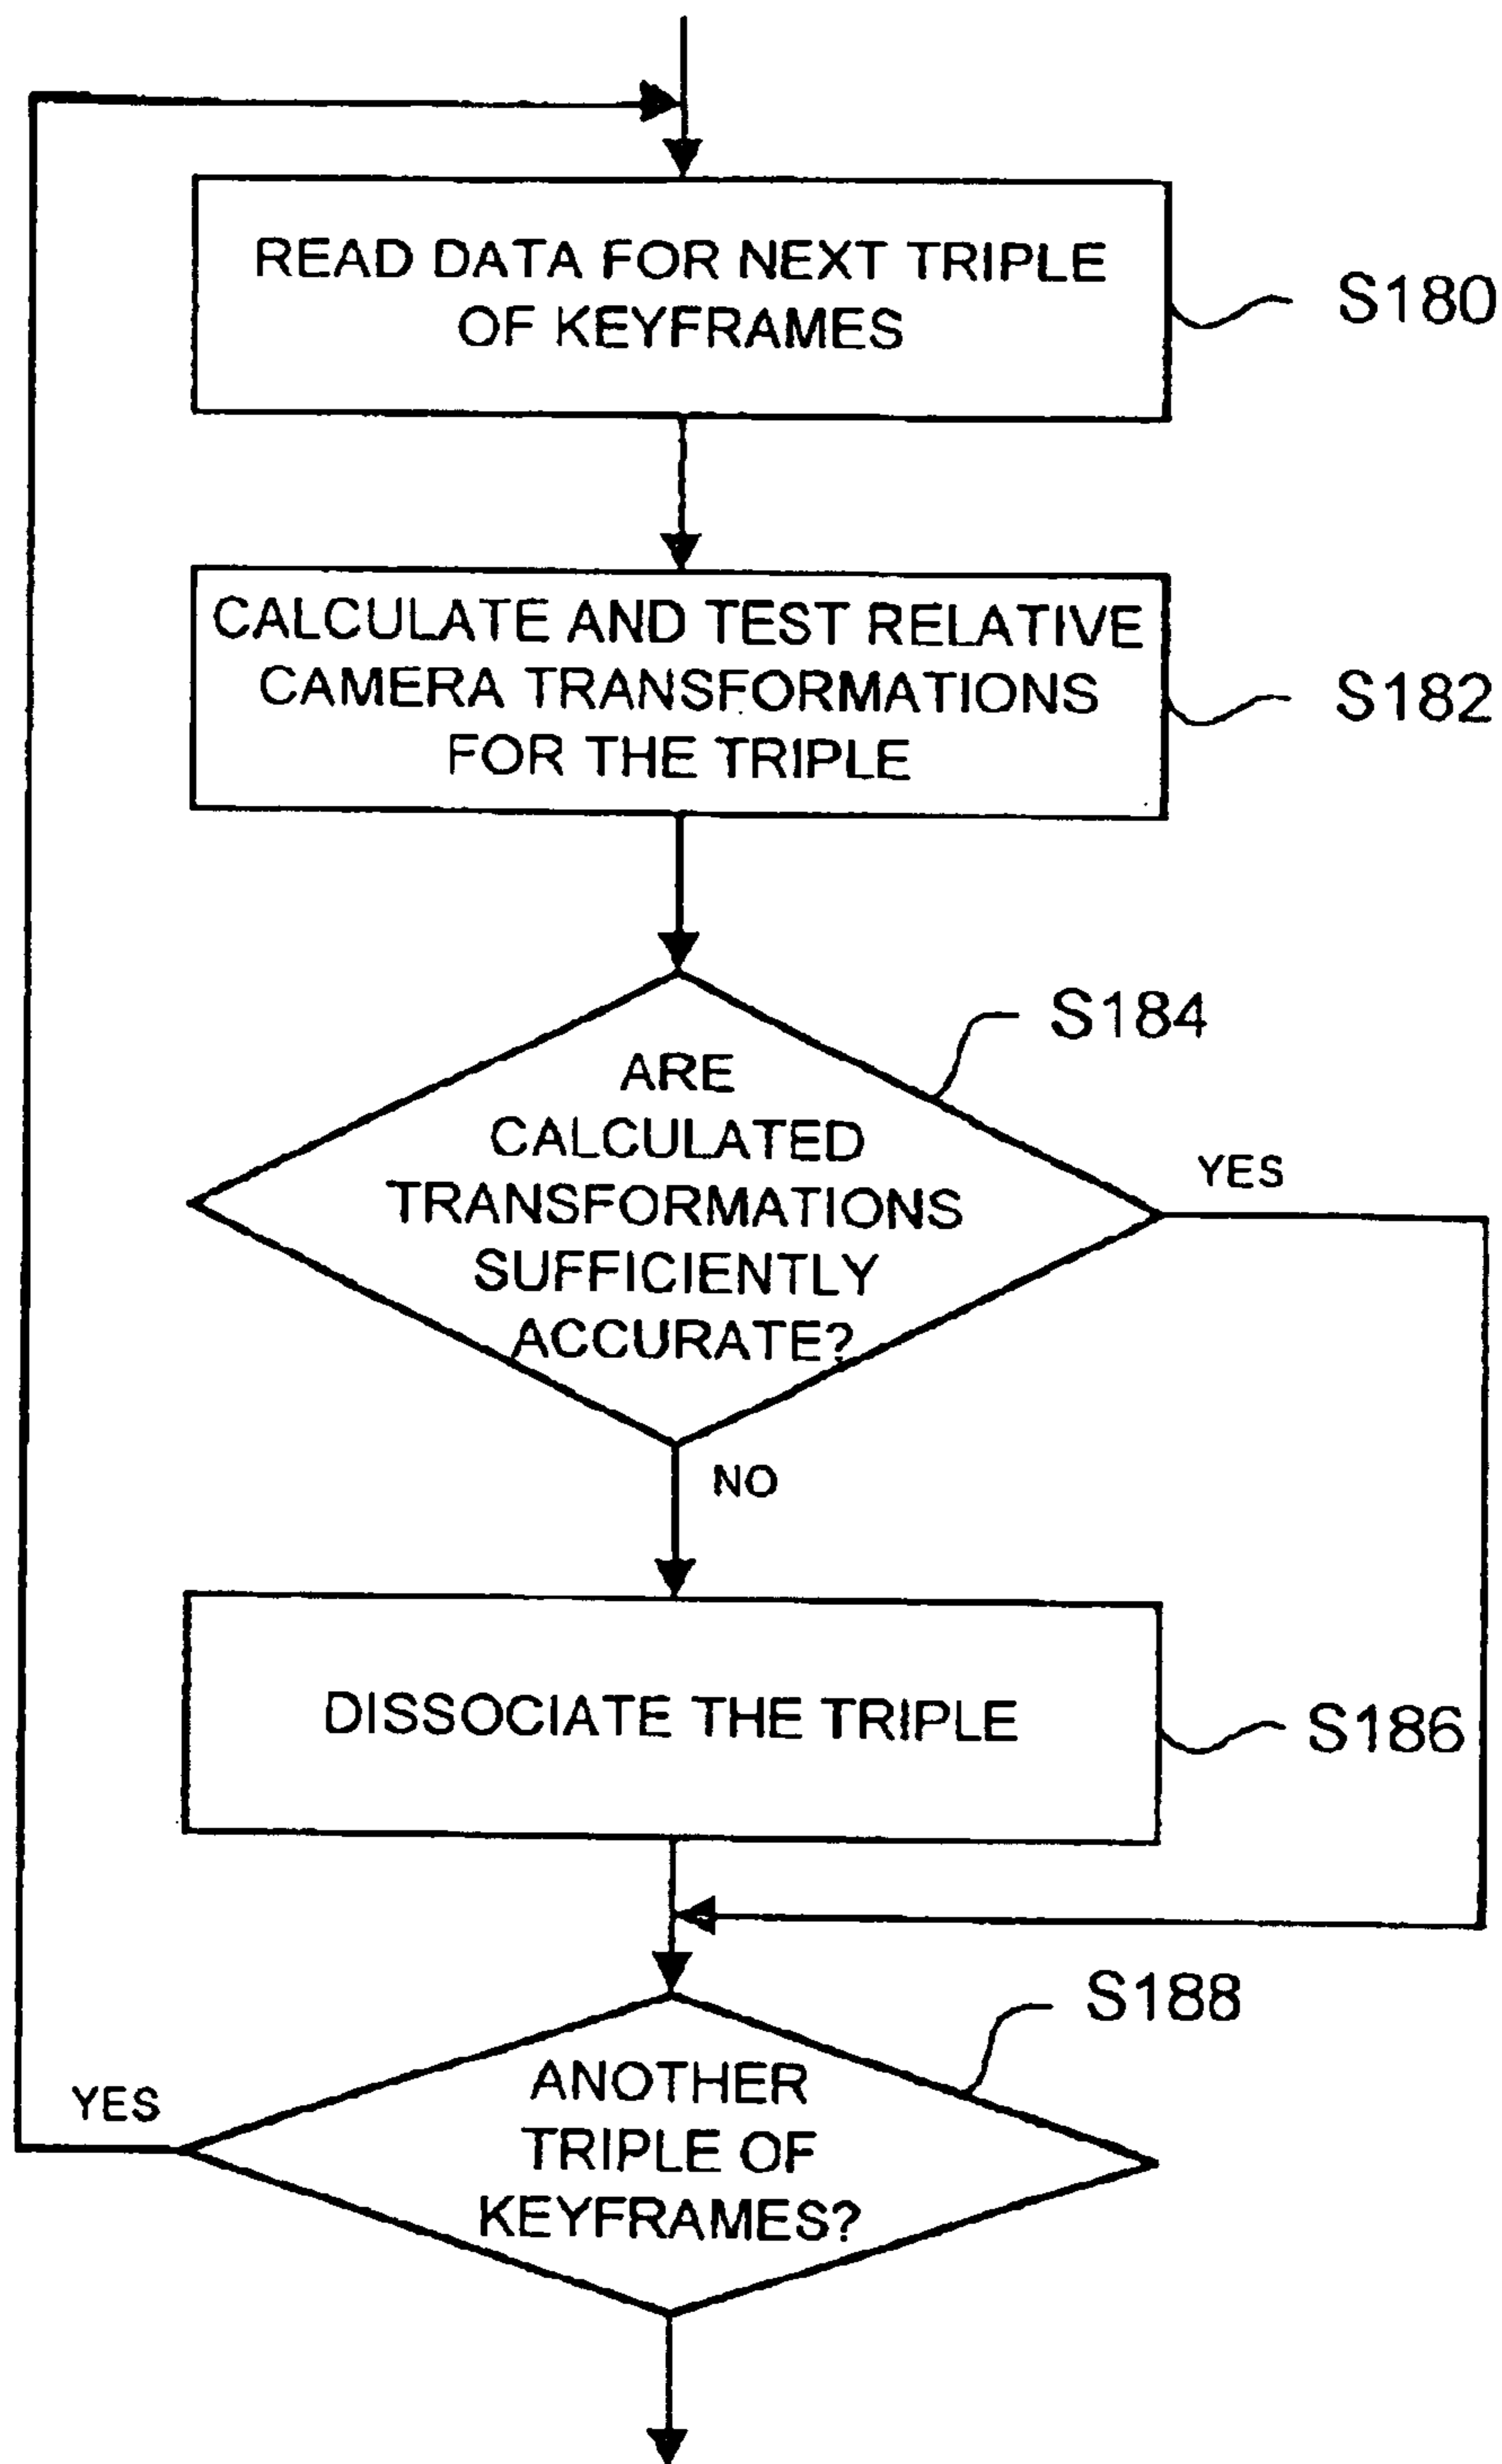 READ DATA FOR NEXT TRIPLE
OF KEYFRAMES
S180
CALCULATE AND TEST RELATIVE
CAMERA TRANSFORMATIONS
FOR THE TRIPLE
S182
S184
ARE
CALCULATED
TRANSFORMATIONS
SUFFICIENTLY
ACCURATE?
YES
NO
DISSOCIATE THE TRIPLE
S186
S188
ANOTHER
TRIPLE OF
KEYFRAMES?
YES